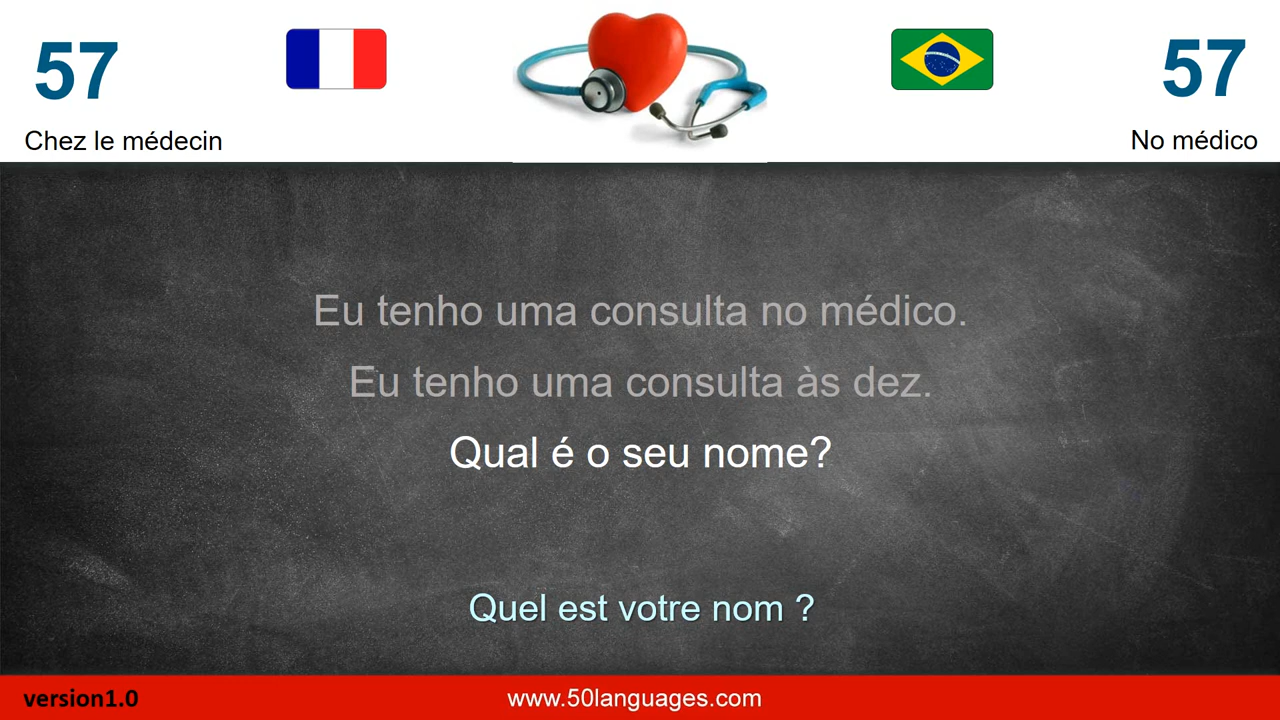 57
57
Chez le médecin
No médico
Eu tenho uma consulta no médico.
Eu tenho uma consulta às dez.
Qual é o seu nome?
Quel est votre nom ?
version1.0
www.50languages.com